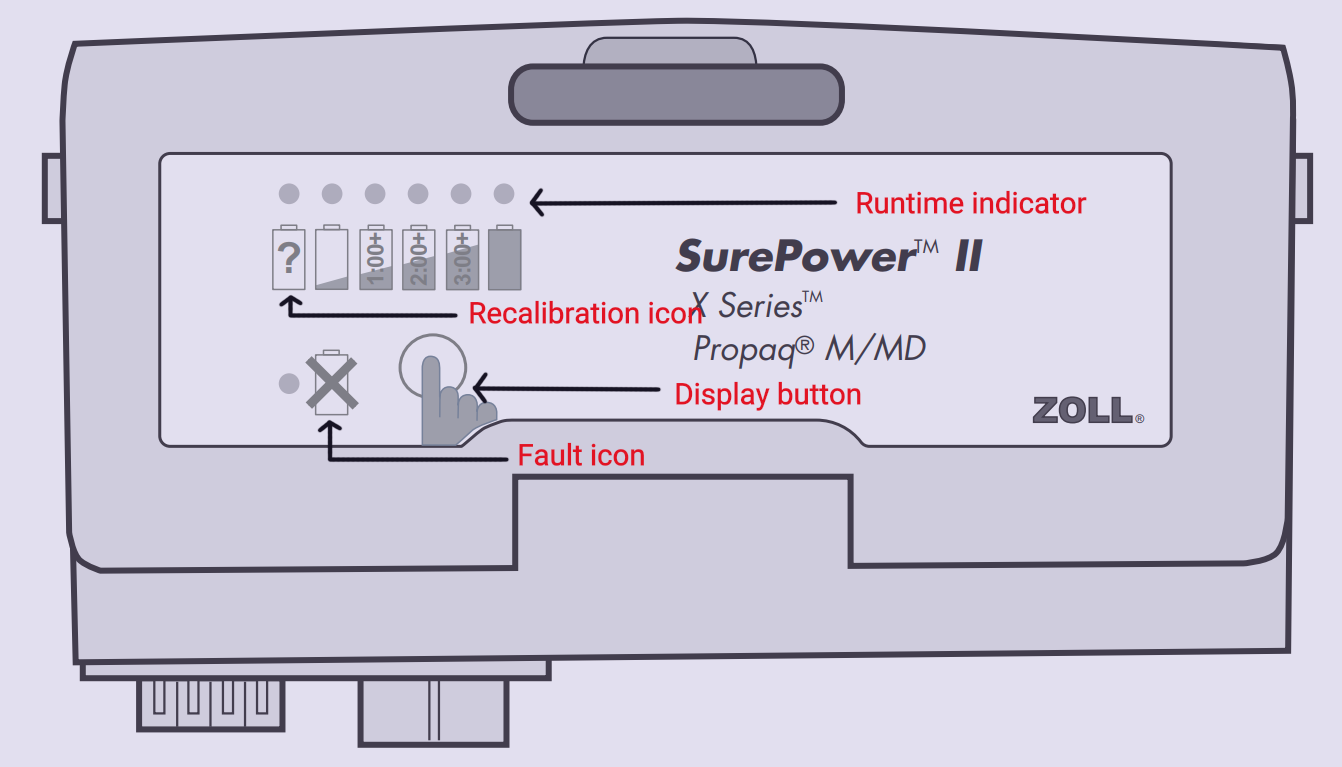 Runtime indicator
? 1:00+ 2:00+ 3:00+
SurePower™ II
X Series™
Recalibration icon
Propaq® M/MD
Display button
ZOLL®
Fault icon